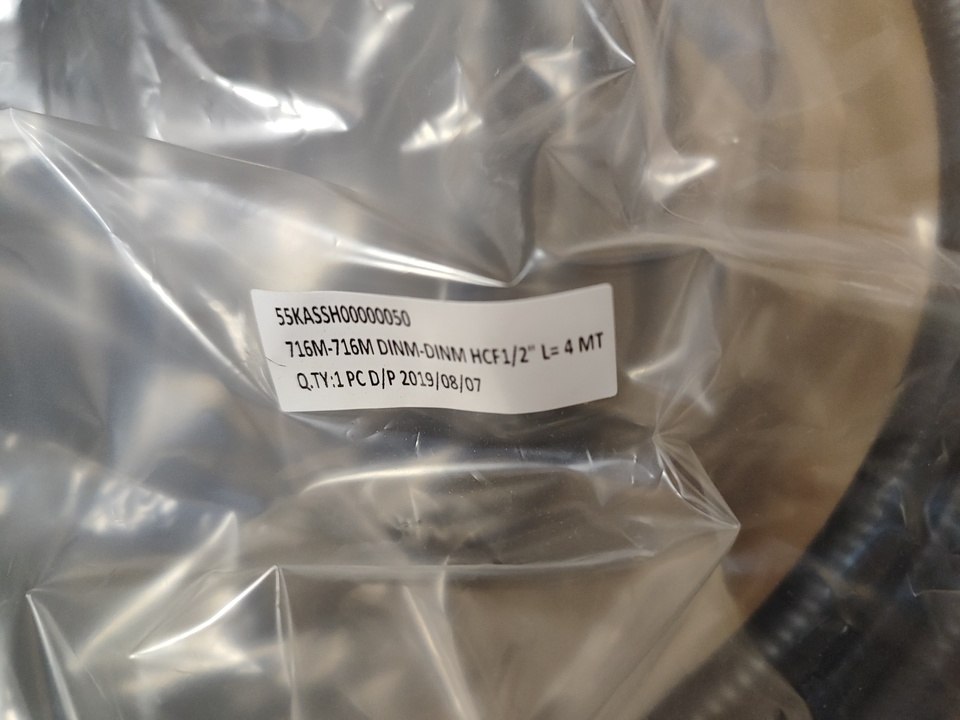 55KASSH00000050
716M-716M DINM-DINM HCF1/2" L= 4 MT
Q.TY:1 PC D/P 2019/08/07